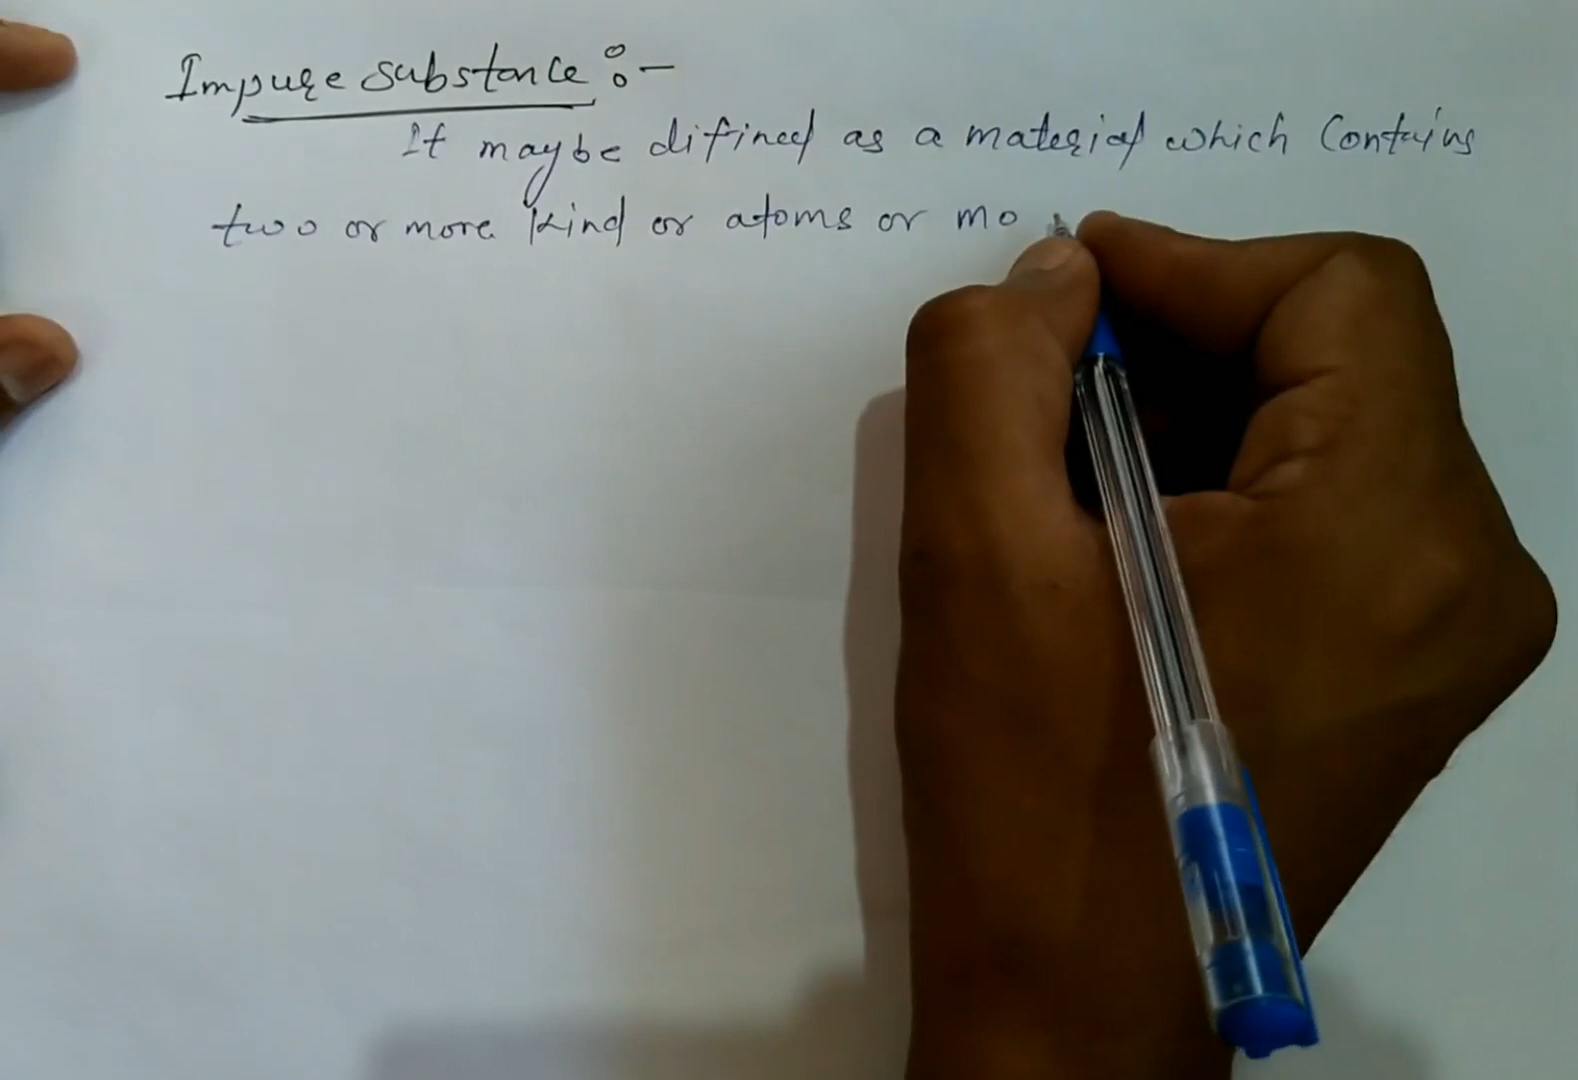 Impure substance :-
It maybe difined as a material which Contains
two or more kind or atoms or mo